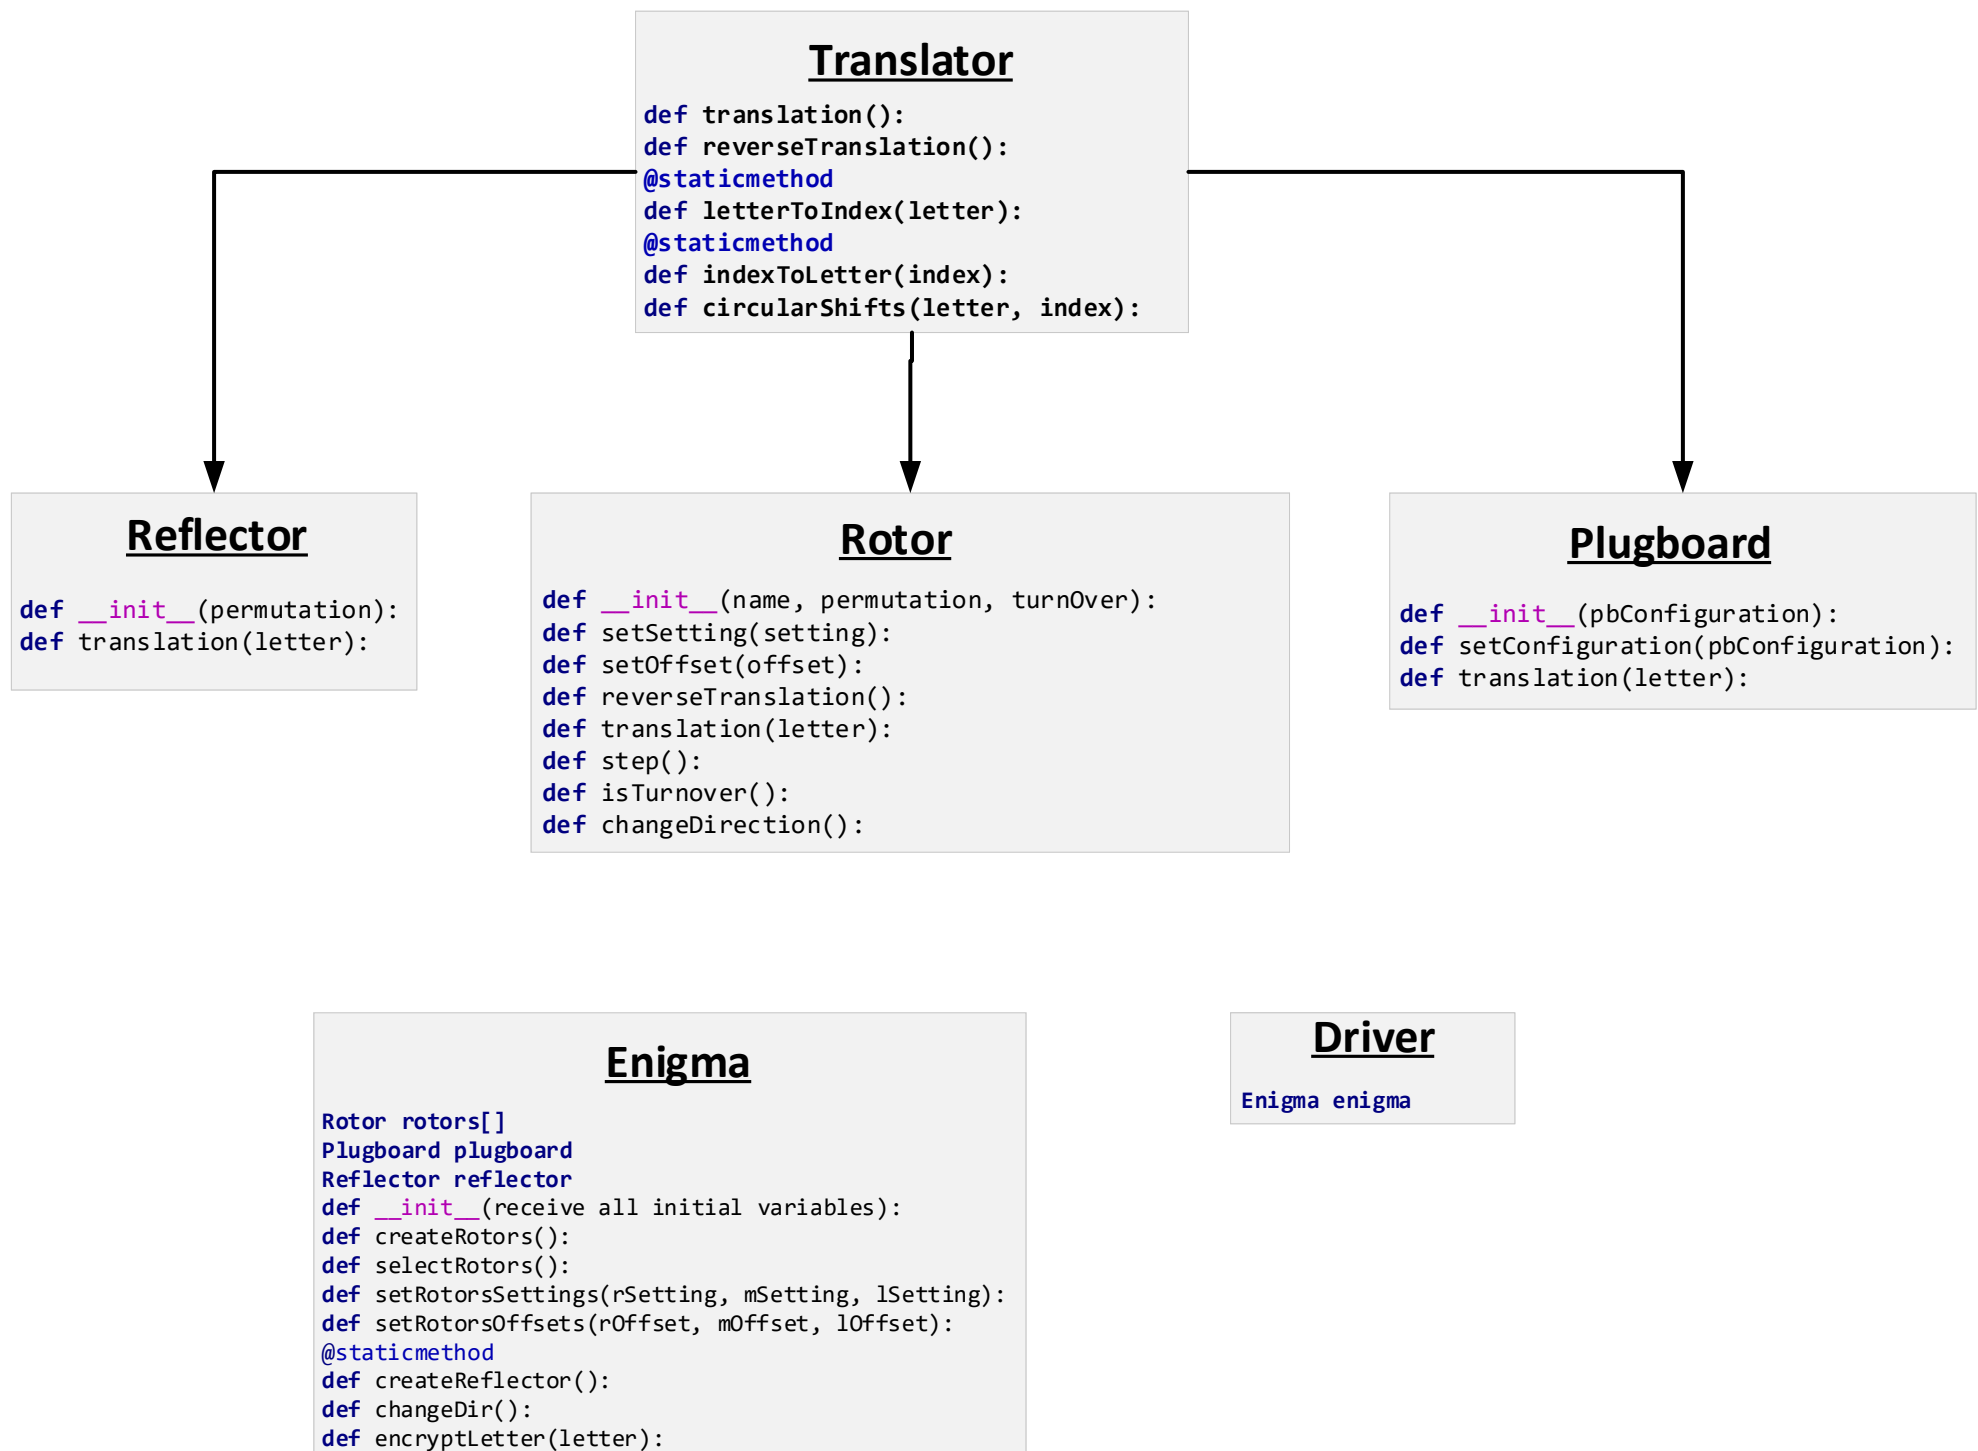 Translator
def translation():
def reverseTranslation():
@staticmethod
def letterToIndex(letter):
@staticmethod
def indexToLetter(index):
def circularShifts(letter, index):
Reflector
def __init__(permutation):
def translation(letter):
Rotor
def __init__(name, permutation, turnOver):
def setSetting(setting):
def setOffset(offset):
def reverseTranslation():
def translation(letter):
def step():
def isTurnover():
def changeDirection():
Plugboard
def __init__(pbConfiguration):
def setConfiguration(pbConfiguration):
def translation(letter):
Enigma
Rotor rotors[]
Plugboard plugboard
Reflector reflector
def __init__(receive all initial variables):
def createRotors():
def selectRotors():
def setRotorsSettings(rSetting, mSetting, lSetting):
def setRotorsOffsets(rOffset, mOffset, lOffset):
@staticmethod
def createReflector():
def changeDir():
def encryptLetter(letter):
Driver
Enigma enigma